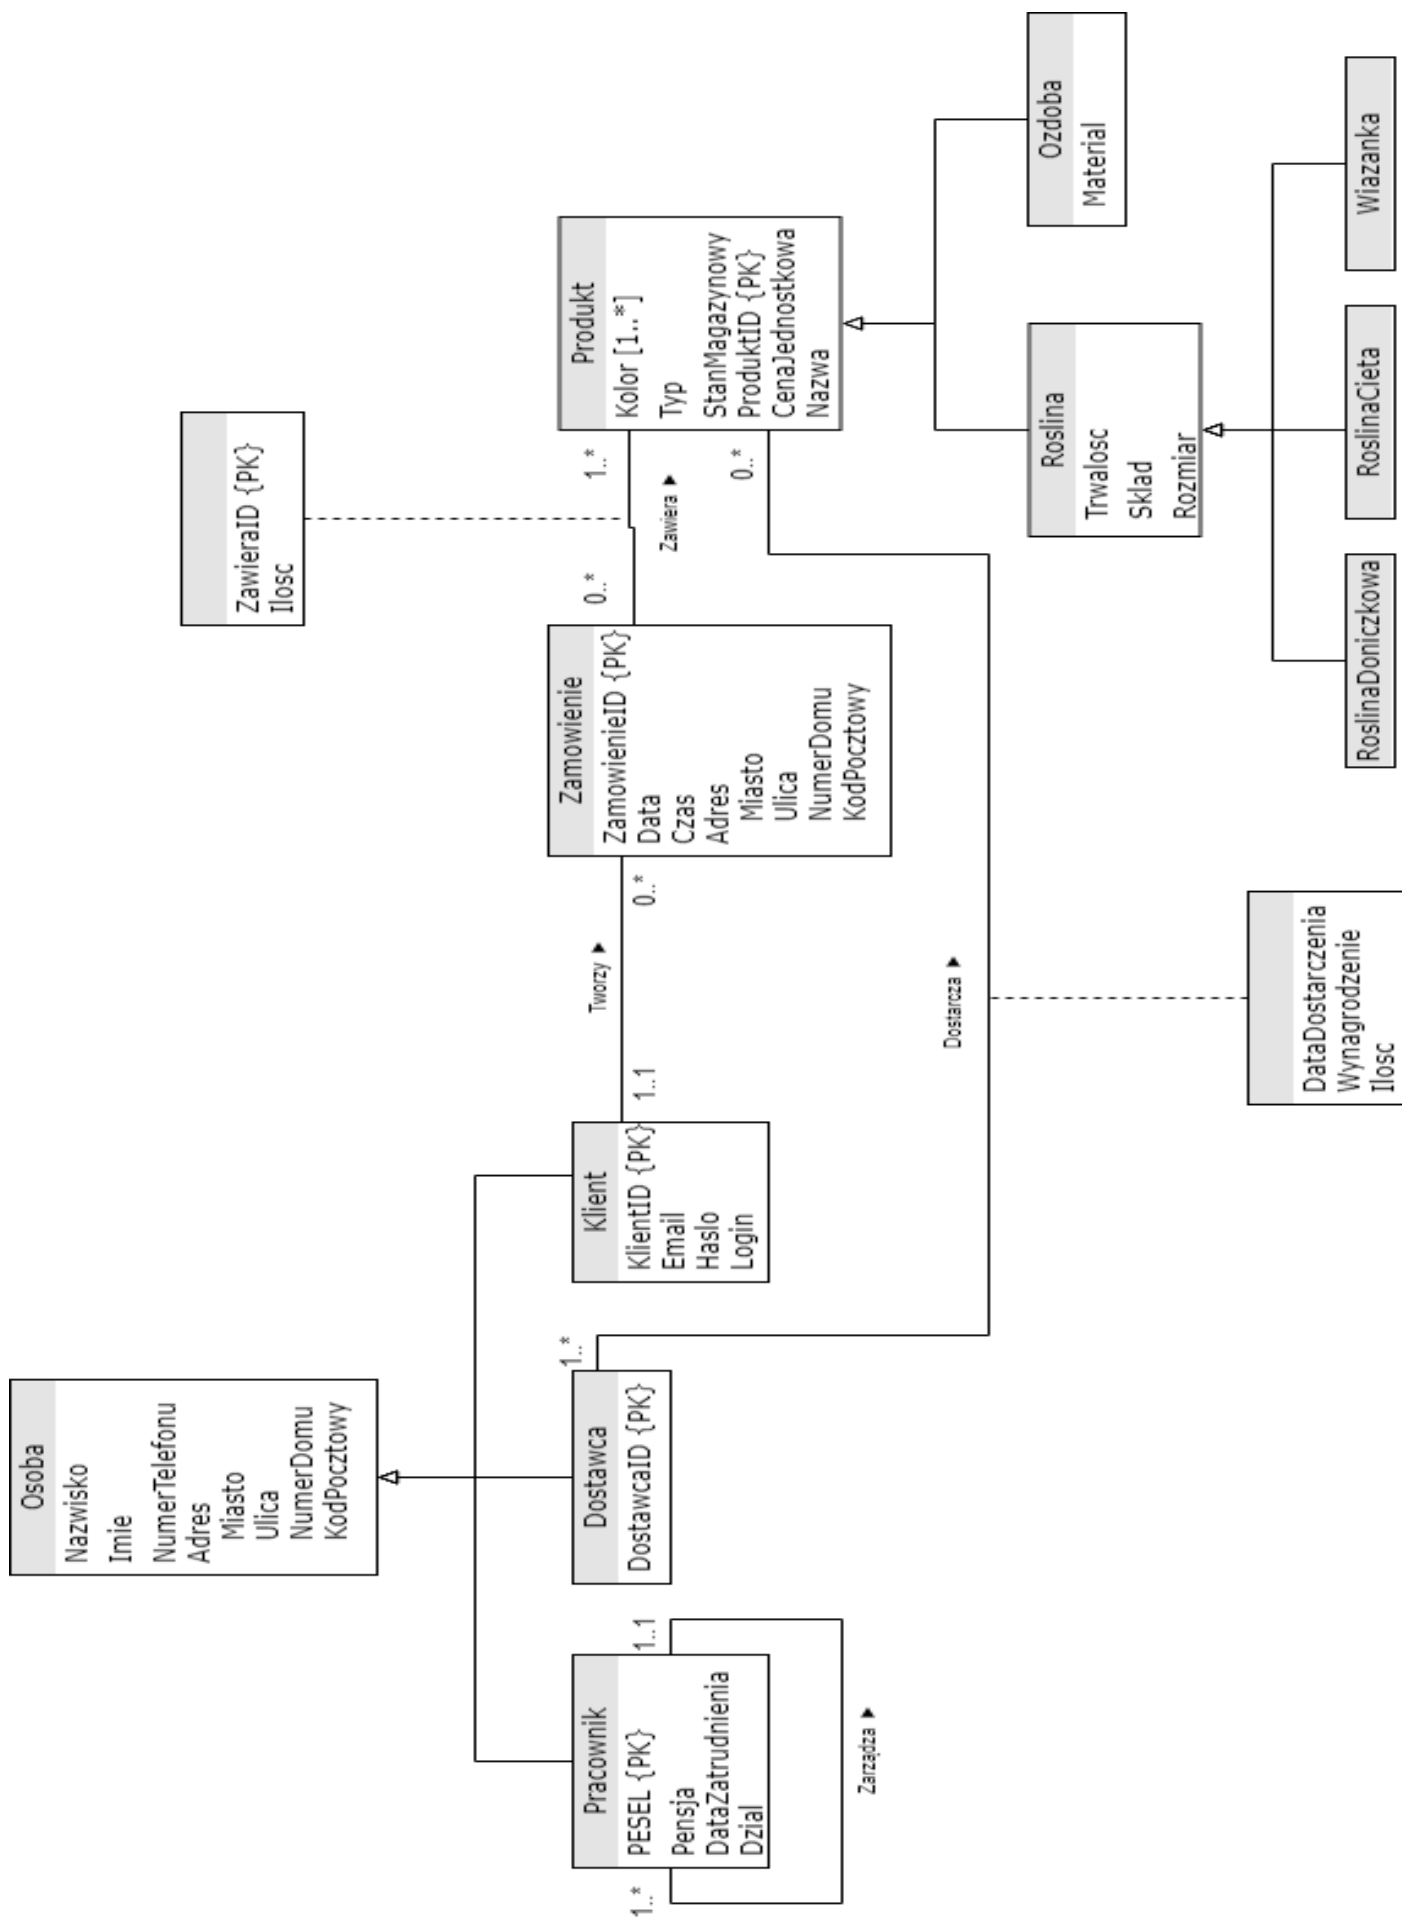 Osoba
Nazwisko
Imie
NumerTelefonu
Adres
Miasto
Ulica
NumerDomu
KodPocztowy
Pracownik
PESEL {PK}
Pensja
DataZatrudnienia
Dzial
1..*
1..1
Zarządza ▶
Dostawca
DostawcaID {PK}
1..*
Klient
KlientID {PK}
Email
Haslo
Login
1..1
Tworzy ▶
0..*
Dostarcza ▶
DataDostarczenia
Wynagrodzenie
Ilosc
Zamowienie
ZamowienieID {PK}
Data
Czas
Adres
Miasto
Ulica
NumerDomu
KodPocztowy
0..*
Zawiera ▶
1..*
0..*
ZawieraID {PK}
Ilosc
Produkt
Kolor [1..*]
Typ
StanMagazynowy
ProduktID {PK}
CenaJednostkowa
Nazwa
Roslina
Trwalosc
Sklad
Rozmiar
Ozdoba
Material
RoslinaDoniczkowa
RoslinaCieta
Wiazanka